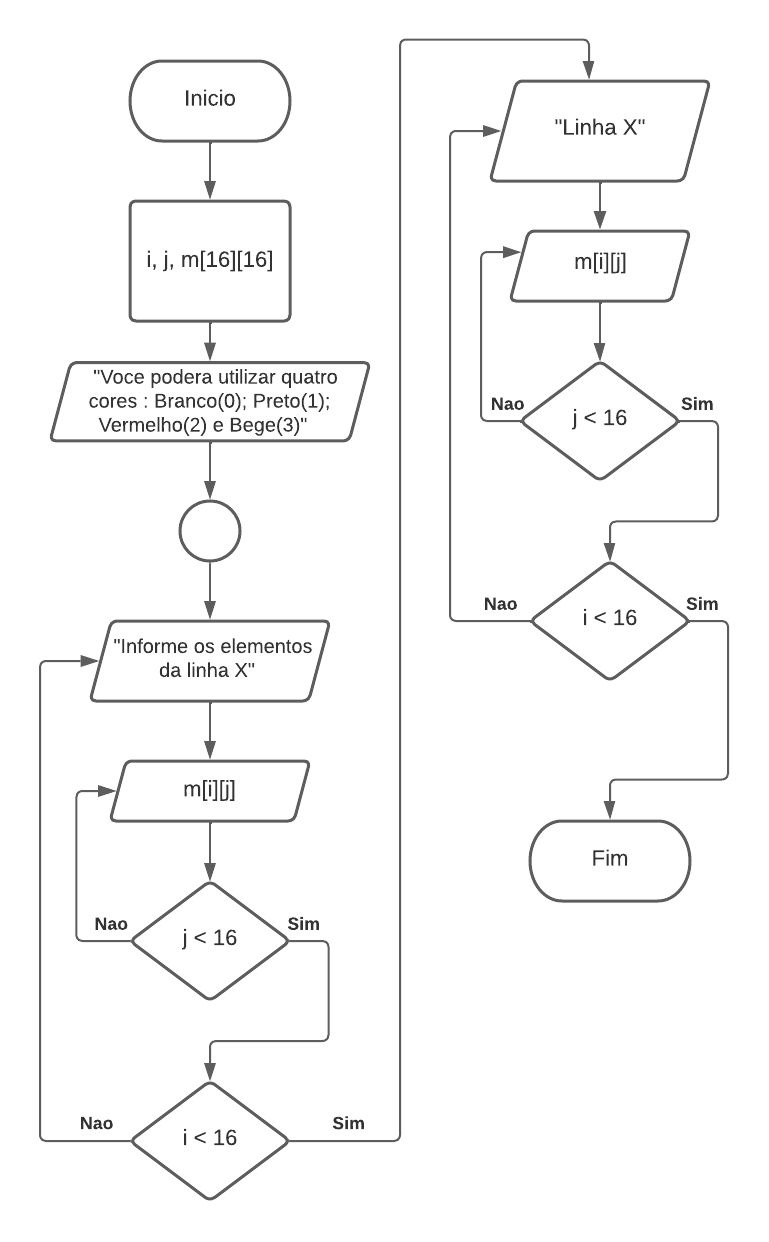 Inicio
i, j, m[16][16]
"Voce podera utilizar quatro
cores : Branco(0); Preto(1);
Vermelho(2) e Bege(3)"
"Informe os elementos
da linha X"
m[i][j]
Nao
Sim
j < 16
Nao
Sim
i < 16
"Linha X"
m[i][j]
Nao
Sim
j < 16
Nao
Sim
i < 16
Fim